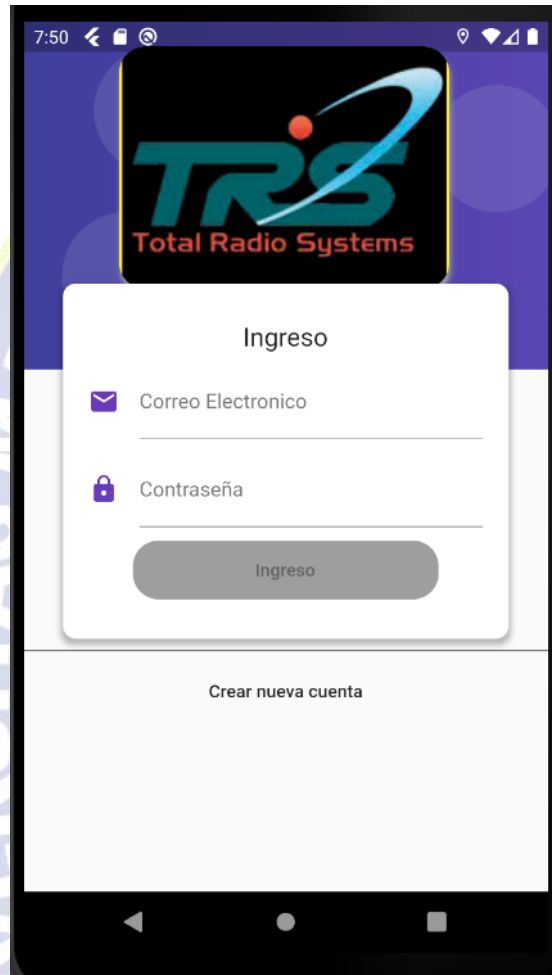 7:50
TRS
Total Radio Systems
Ingreso
Correo Electronico
Contraseña
Ingreso
Crear nueva cuenta